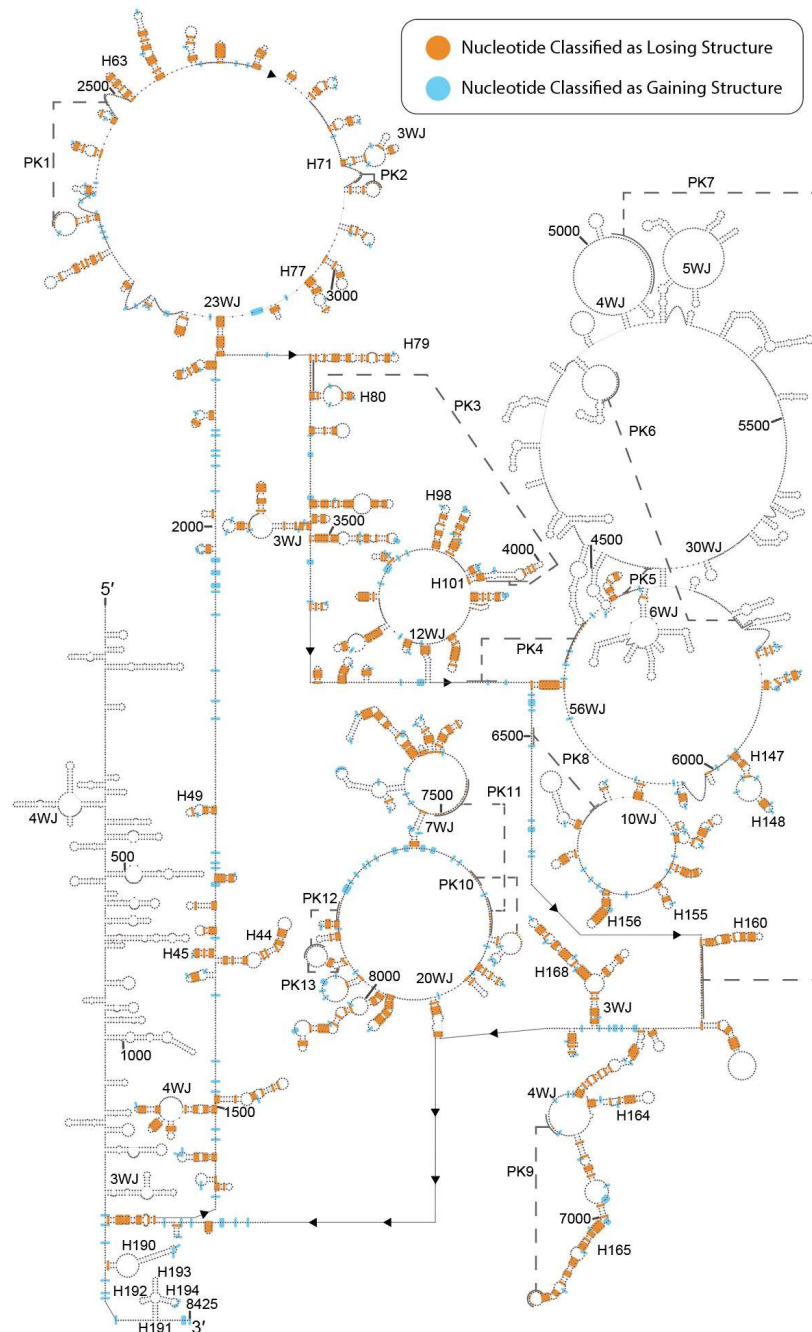 Nucleotide Classified as Losing Structure
Nucleotide Classified as Gaining Structure
H63
2500
PK1
3WJ
H71
PK2
H77
3000
23WJ
PK7
5000
5WJ
4WJ
H79
H80
PK3
PK6
5500
2000
3WJ
3500
H98
4000
H101
12WJ
4500
30WJ
PK5
6WJ
5′
PK4
56WJ
6500
PK8
6000
H147
H148
10WJ
4WJ
H49
7500
7WJ
PK11
500
PK12
PK10
H156
H155
H160
H45
H44
PK13
8000
20WJ
H168
3WJ
1000
4WJ
1500
4WJ
H164
3WJ
PK9
7000
H165
H190
H193
H192
H194
8425
H191
3′